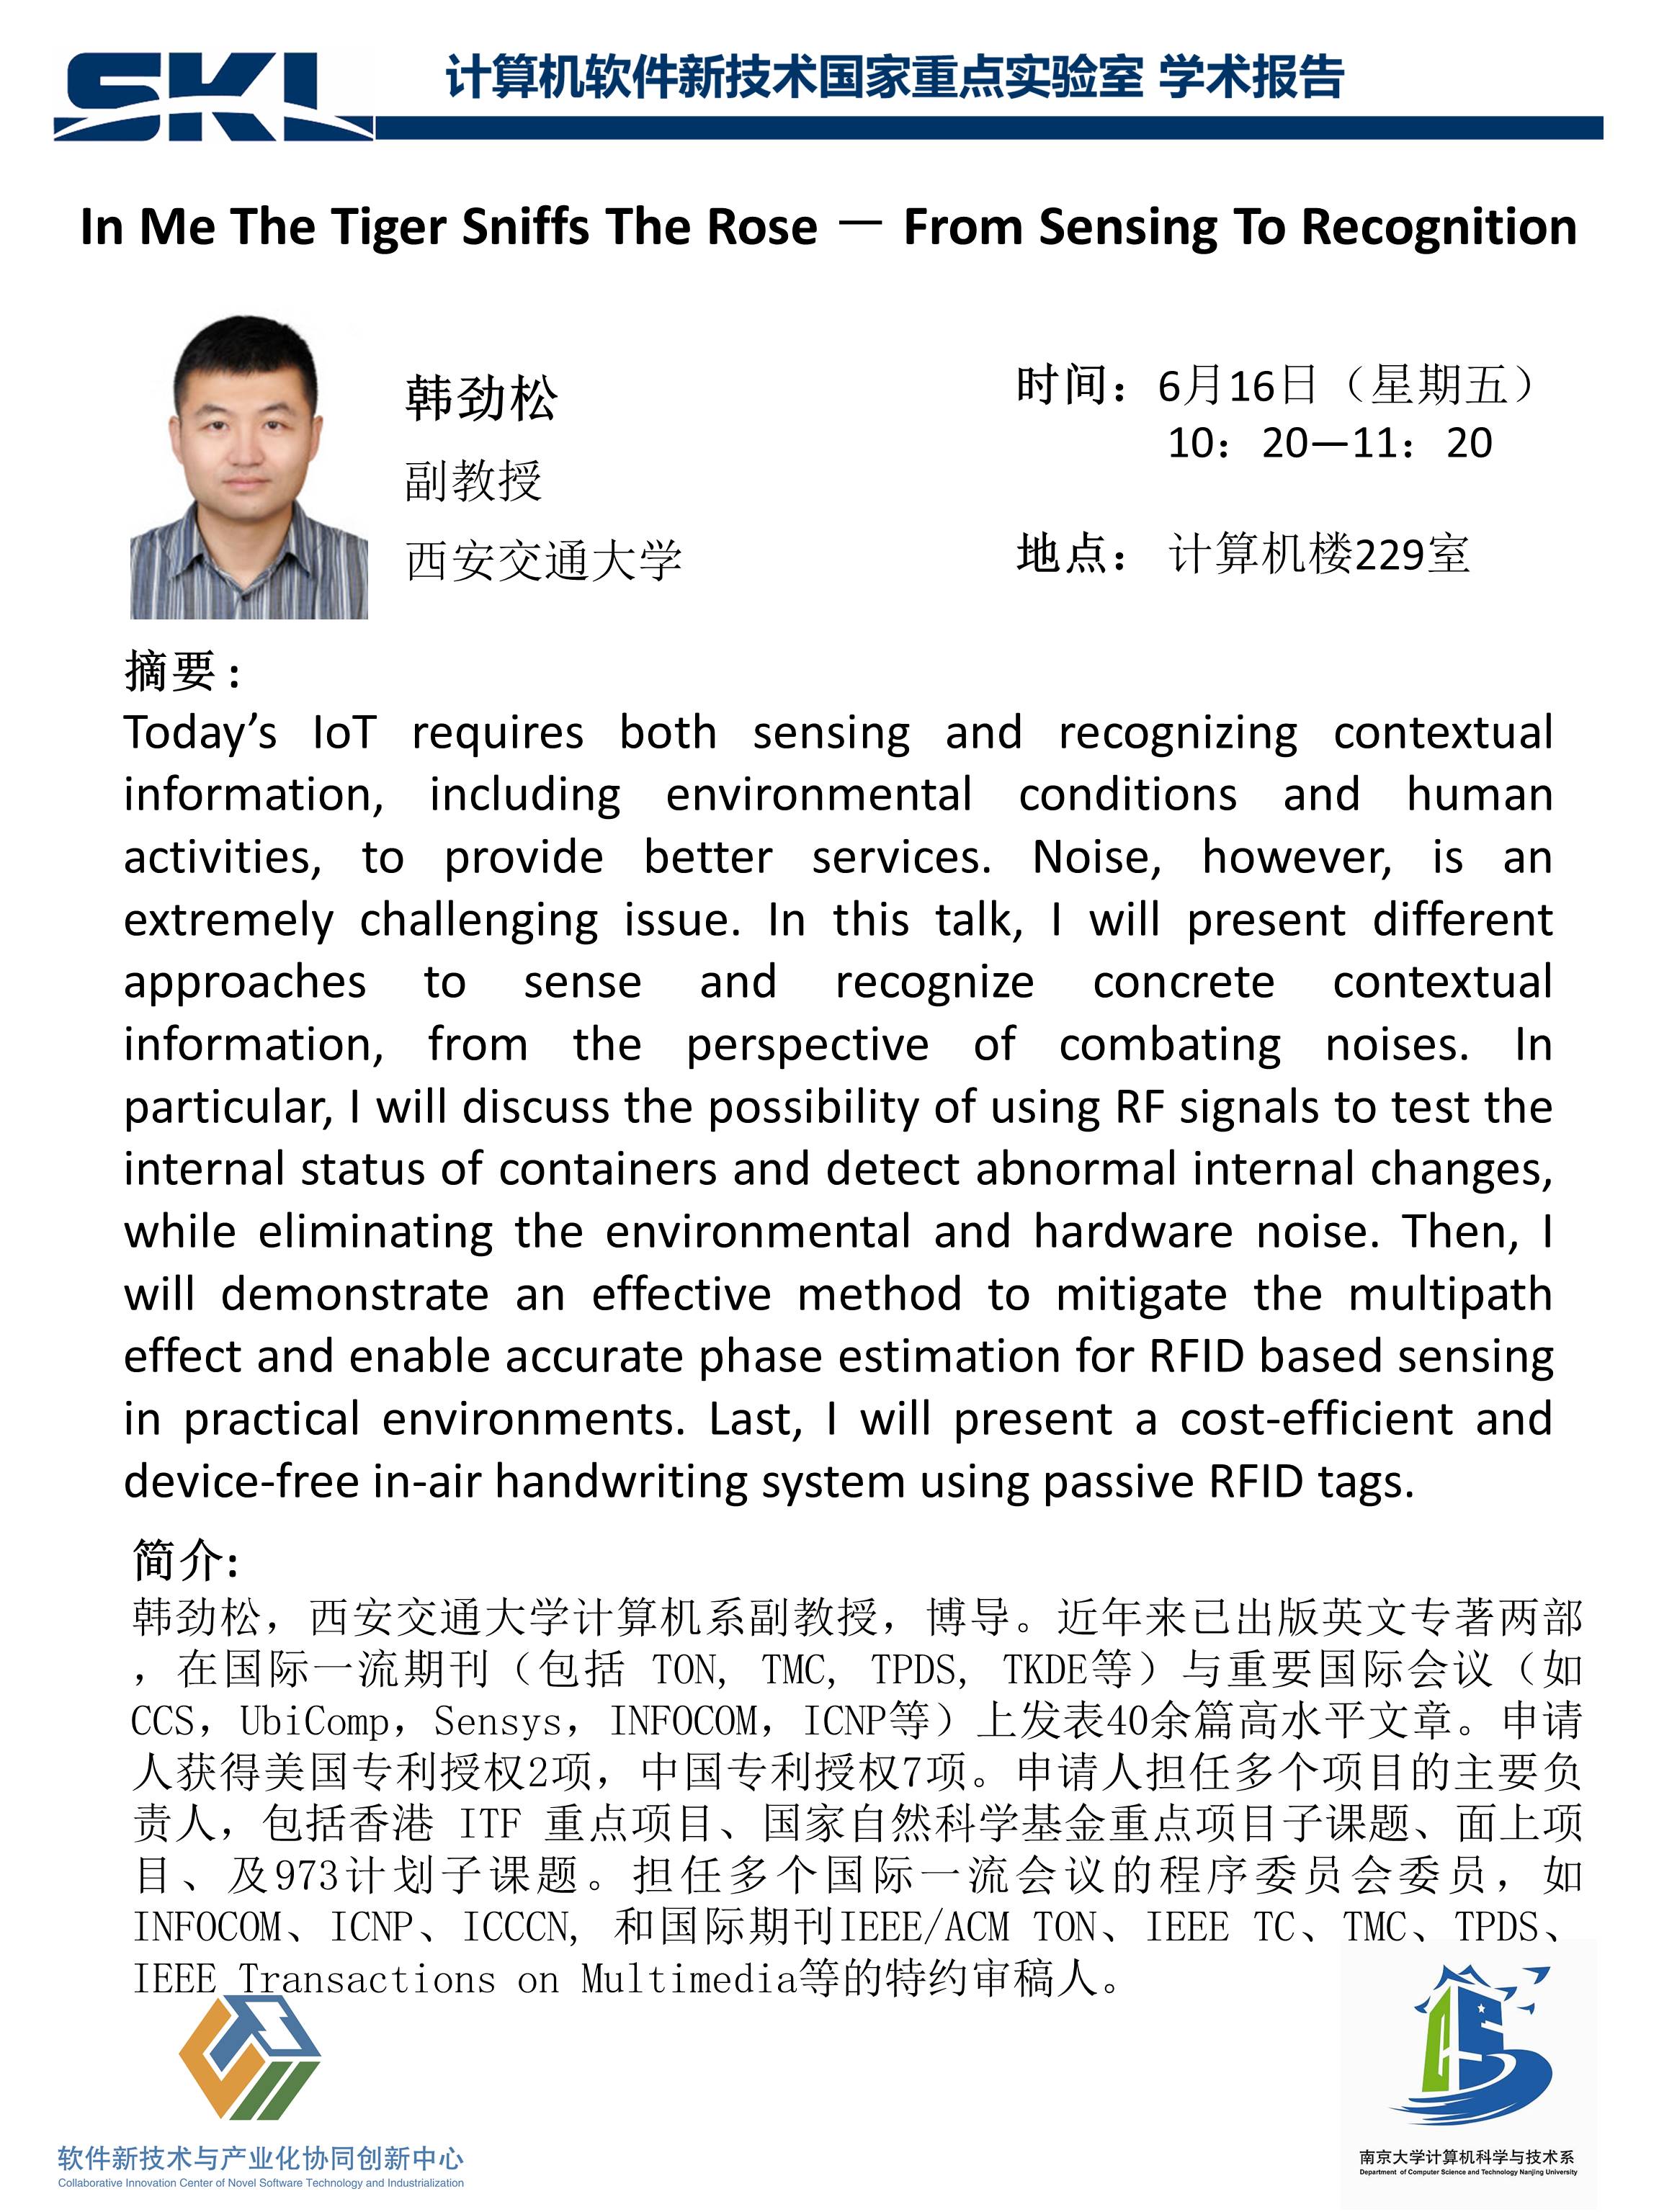 SKL
计算机软件新技术国家重点实验室 学术报告
In Me The Tiger Sniffs The Rose — From Sensing To Recognition
韩劲松
副教授
西安交通大学
时间：6月16日（星期五）
10：20—11：20
地点： 计算机楼229室
摘要：
Today’s IoT requires both sensing and recognizing contextual
information, including environmental conditions and human
activities, to provide better services. Noise, however, is an
extremely challenging issue. In this talk, I will present different
approaches to sense and recognize concrete contextual
information, from the perspective of combating noises. In
particular, I will discuss the possibility of using RF signals to test the
internal status of containers and detect abnormal internal changes,
while eliminating the environmental and hardware noise. Then, I
will demonstrate an effective method to mitigate the multipath
effect and enable accurate phase estimation for RFID based sensing
in practical environments. Last, I will present a cost-efficient and
device-free in-air handwriting system using passive RFID tags.
简介:
韩劲松，西安交通大学计算机系副教授，博导。近年来已出版英文专著两部
，在国际一流期刊（包括 TON, TMC, TPDS, TKDE等）与重要国际会议（如
CCS，UbiComp，Sensys，INFOCOM，ICNP等）上发表40余篇高水平文章。申请
人获得美国专利授权2项，中国专利授权7项。申请人担任多个项目的主要负
责人，包括香港 ITF 重点项目、国家自然科学基金重点项目子课题、面上项
目、及973计划子课题。担任多个国际一流会议的程序委员会委员，如
INFOCOM、ICNP、ICCCN, 和国际期刊IEEE/ACM TON、IEEE TC、TMC、TPDS、
IEEE Transactions on Multimedia等的特约审稿人。
软件新技术与产业化协同创新中心
Collaborative Innovation Center of Novel Software Technology and Industrialization
南京大学计算机科学与技术系
Department of Computer Science and Technology Nanjing University